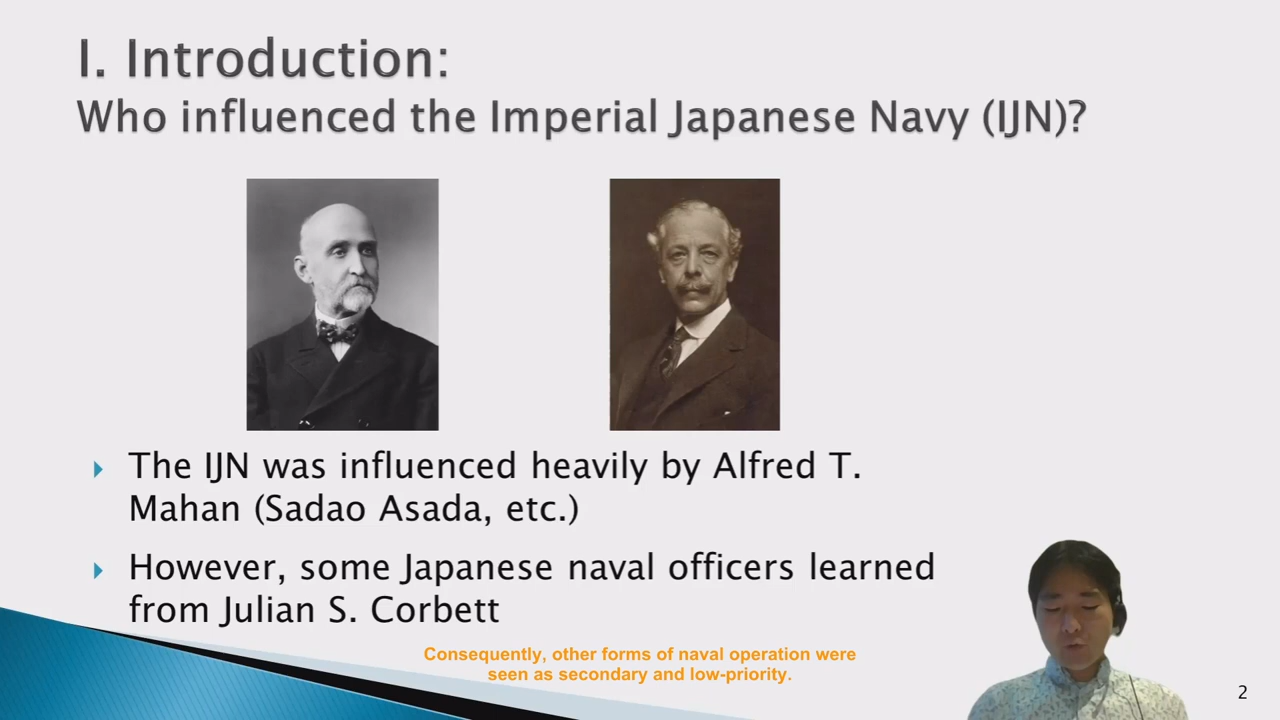 I. Introduction:
Who influenced the Imperial Japanese Navy (IJN)?
The IJN was influenced heavily by Alfred T.
Mahan (Sadao Asada, etc.)
However, some Japanese naval officers learned
from Julian S. Corbett
Consequently, other forms of naval operation were
seen as secondary and low-priority.
2